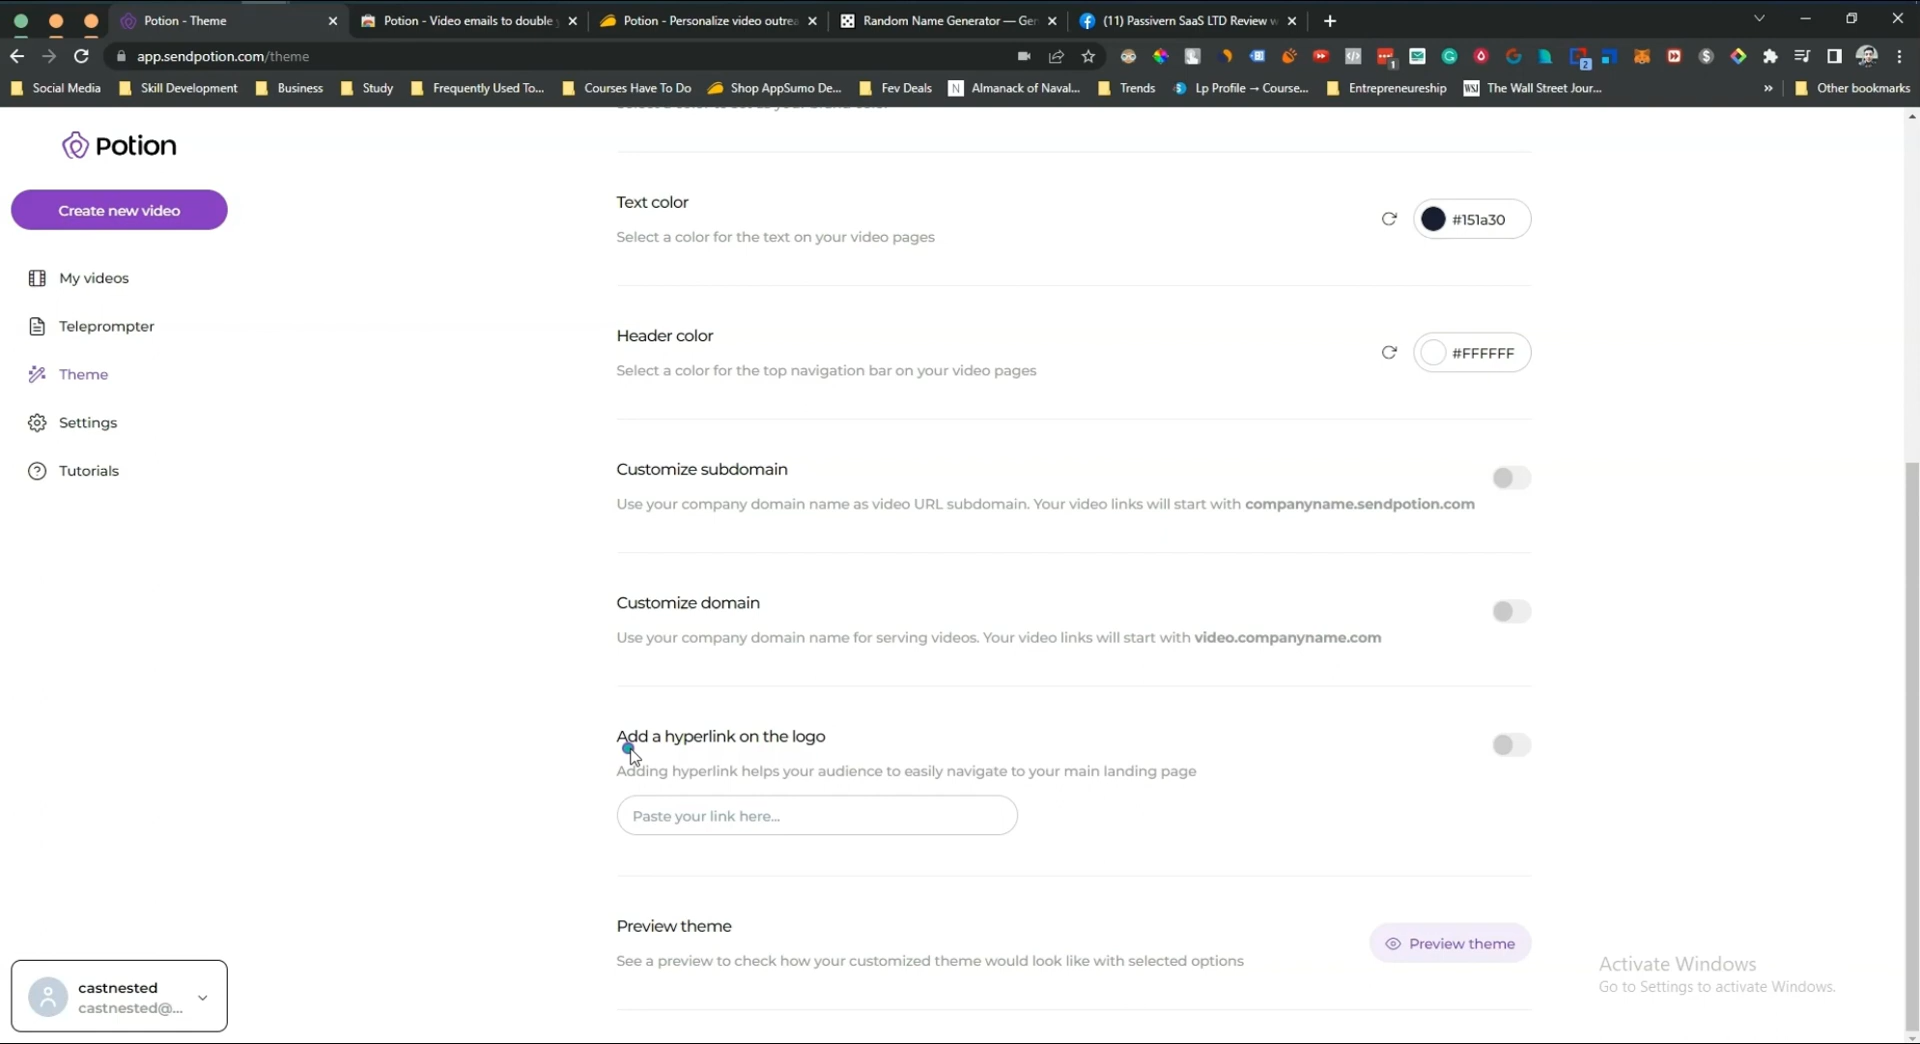 Potion - Theme
Potion - Video emails to double
Potion - Personalize video outrea
Random Name Generator — Ge
(11) Passivern SaaS LTD Review w
app.sendpotion.com/theme
1
2
Social Media
Skill Development
Business
Study
Frequently Used To...
Courses Have To Do
Shop AppSumo De...
Fev Deals
Almanack of Naval...
Trends
Lp Profile → Course...
Entrepreneurship
WSJ
The Wall Street Jour...
»
Other bookmarks
Potion
Create new video
My videos
Teleprompter
Theme
Settings
Tutorials
Text color
#151a30
Select a color for the text on your video pages
Header color
#FFFFFF
Select a color for the top navigation bar on your video pages
Customize subdomain
Use your company domain name as video URL subdomain. Your video links will start with companyname.sendpotion.com
Customize domain
Use your company domain name for serving videos. Your video links will start with video.companyname.com
Add a hyperlink on the logo
Adding hyperlink helps your audience to easily navigate to your main landing page
Paste your link here...
Preview theme
Preview theme
See a preview to check how your customized theme would look like with selected options
castnested
castnested@...
Activate Windows
Go to Settings to activate Windows.